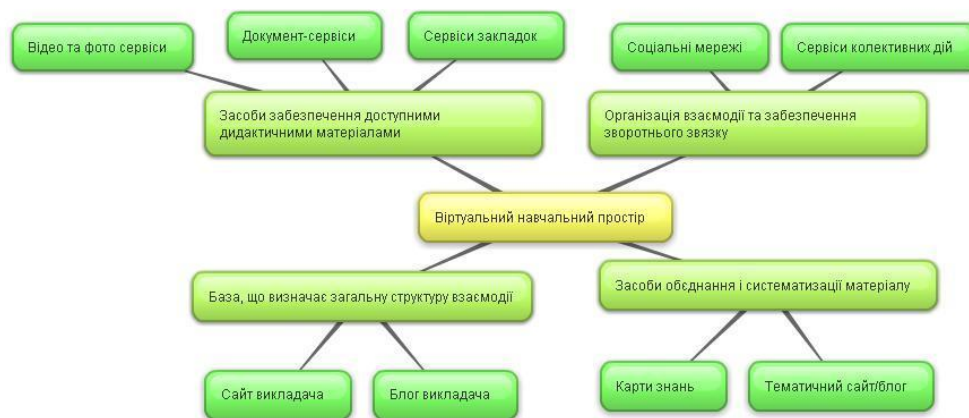 Відео та фото сервіси
Документ-сервіси
Сервіси закладок
Соціальні мережі
Сервіси колективних дій
Засоби забезпечення доступними
дидактичними матеріалами
Організація взаємодії та забезпечення
зворотнього звязку
Віртуальний навчальний простір
База, що визначає загальну структуру взаємодії
Засоби обєднання і систематизації матеріалу
Сайт викладача
Блог викладача
Карти знань
Тематичний сайт/блог